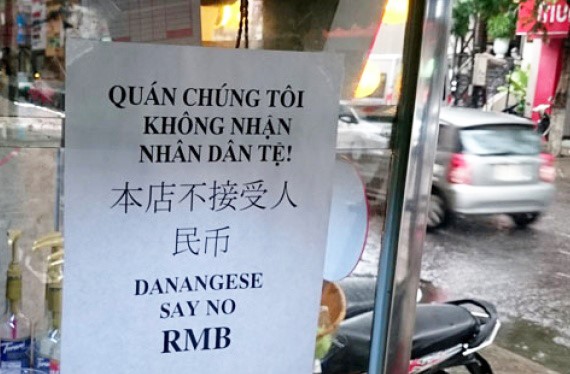 QUÁN CHÚNG TÔI
KHÔNG NHẬN
NHÂN DÂN TỆ!
本店不接受人
民币
DANANGESE
SAY NO
RMB